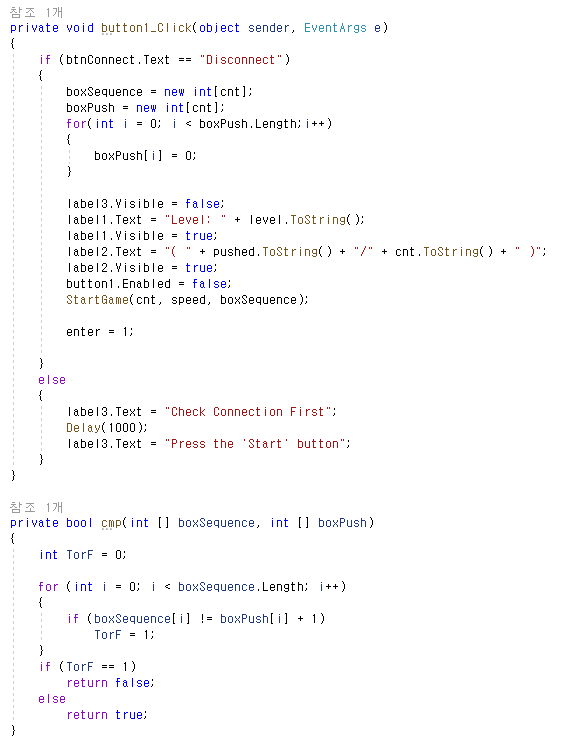 참조 1개
private void button1_Click(object sender, EventArgs e)
{
if (btnConnect.Text == "Disconnect")
{
boxSequence = new int[cnt];
boxPush = new int[cnt];
for(int i = 0; i < boxPush.Length;i++)
{
boxPush[i] = 0;
}
label3.Visible = false;
label1.Text = "Level: " + level.ToString();
label1.Visible = true;
label2.Text = "( " + pushed.ToString() + "/" + cnt.ToString() + " )";
label2.Visible = true;
button1.Enabled = false;
StartGame(cnt, speed, boxSequence);
enter = 1;
}
else
{
label3.Text = "Check Connection First";
Delay(1000);
label3.Text = "Press the 'Start' button";
}
}
참조 1개
private bool cmp(int [] boxSequence, int [] boxPush)
{
int TorF = 0;
for (int i = 0; i < boxSequence.Length; i++)
{
if (boxSequence[i] != boxPush[i] + 1)
TorF = 1;
}
if (TorF == 1)
return false;
else
return true;
}